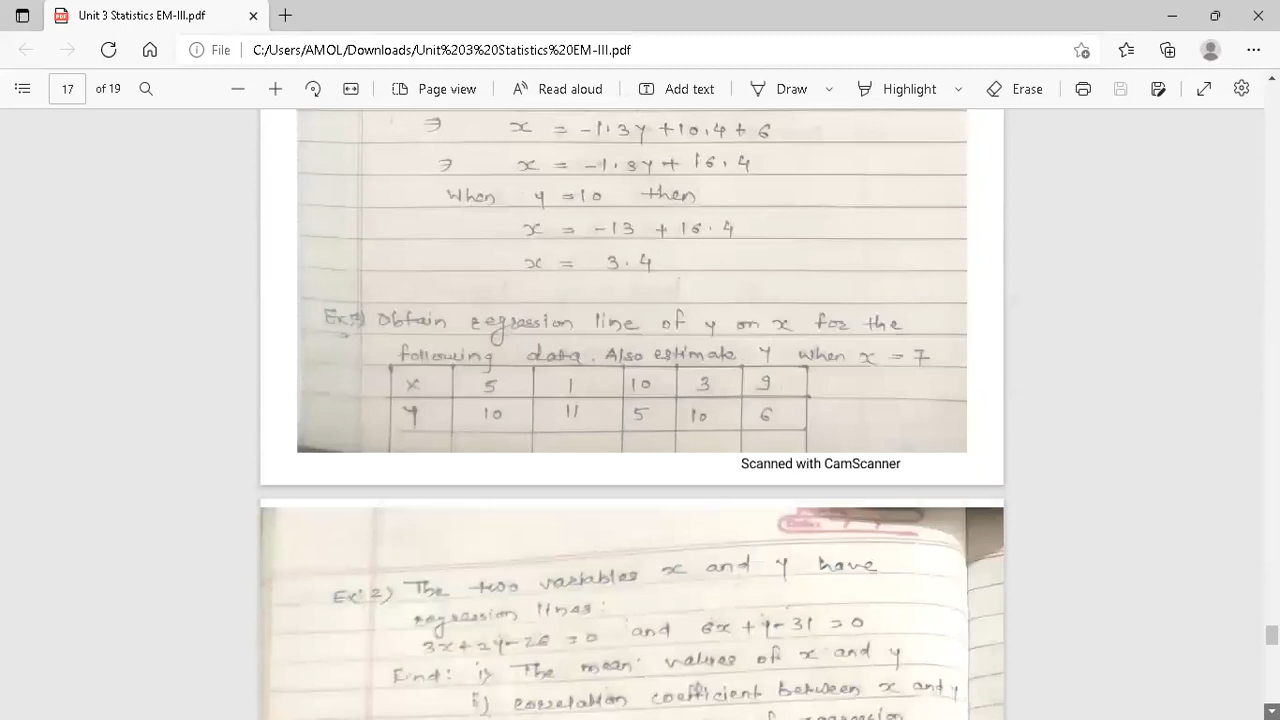 Unit 3 Statistics EM-III.pdf
File C:/Users/AMOL/Downloads/Unit%203%20Statistics%20EM-III.pdf
17 of 19 Page view Read aloud Add text Draw Highlight Erase
⇒ x = -1.3y + 10.4 + 6
⇒ x = -1.3y + 16.4
When y = 10 then
x = -13 + 16.4
x = 3.4
Obtain regression line of y on x for the
following data. Also estimate Y when x = 7
X 5 1 10 3 9
Y 10 11 5 10 6
Scanned with CamScanner
Ex: 2) The two variables x and y have
regression lines:
3x + 2y - 26 = 0 and 6x + y - 31 = 0
Find: i) The mean values of x and y
ii) correlation coefficient between x and y
of regression